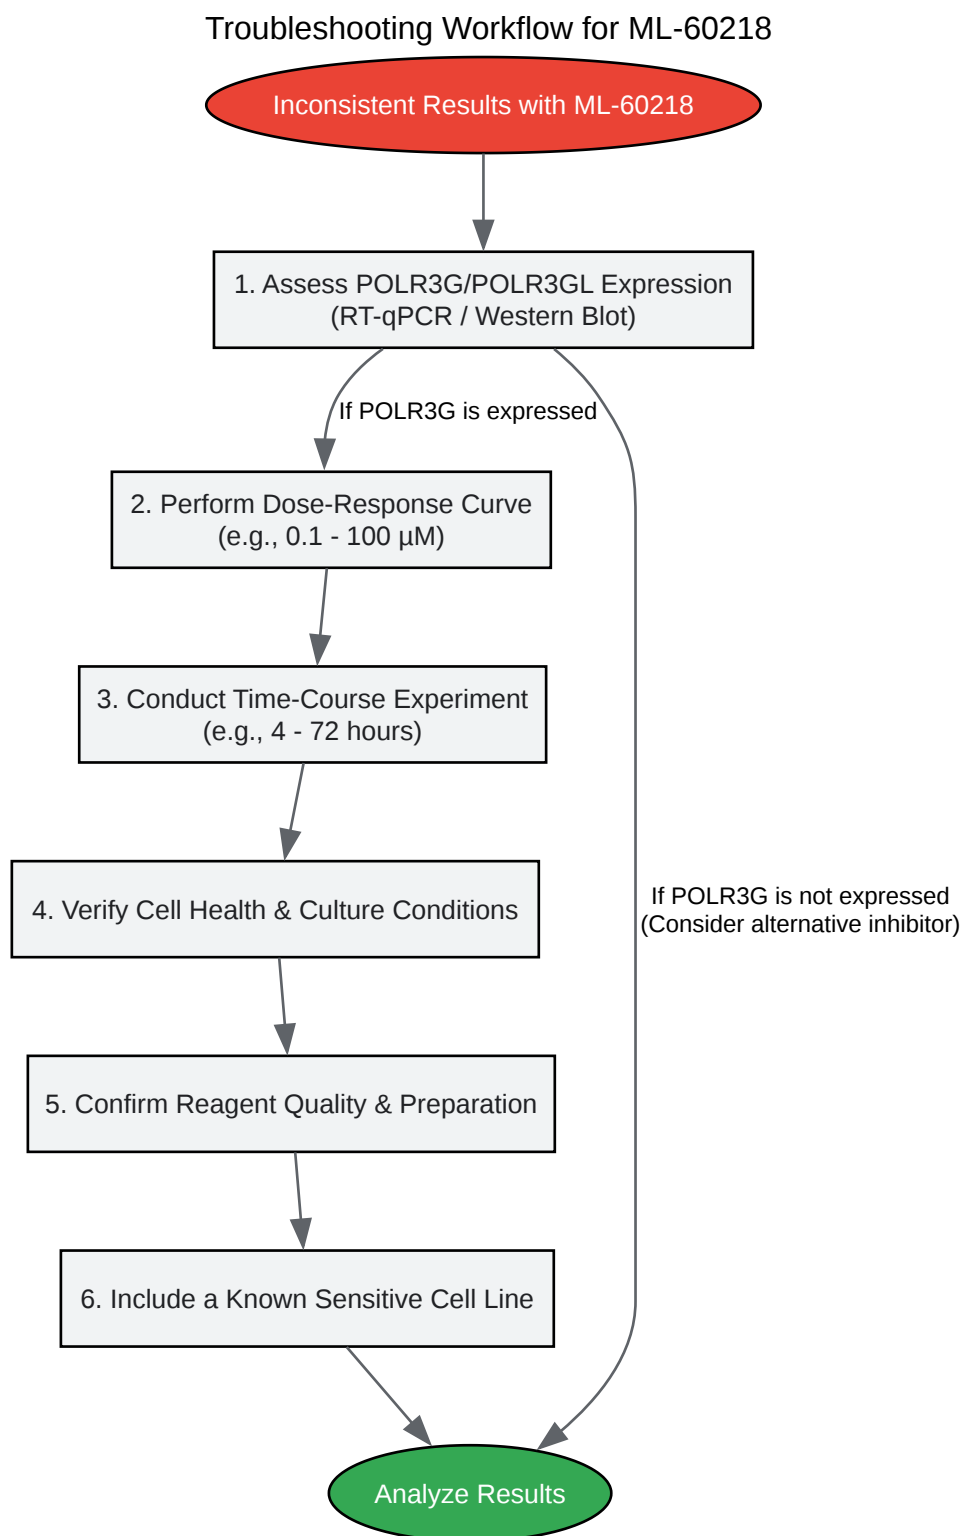 Troubleshooting Workflow for ML-60218
Inconsistent Results with ML-60218
1. Assess POLR3G/POLR3GL Expression
(RT-qPCR / Western Blot)
If POLR3G is expressed
2. Perform Dose-Response Curve
(e.g., 0.1 - 100 µM)
3. Conduct Time-Course Experiment
(e.g., 4 - 72 hours)
4. Verify Cell Health & Culture Conditions
If POLR3G is not expressed
(Consider alternative inhibitor)
5. Confirm Reagent Quality & Preparation
6. Include a Known Sensitive Cell Line
Analyze Results